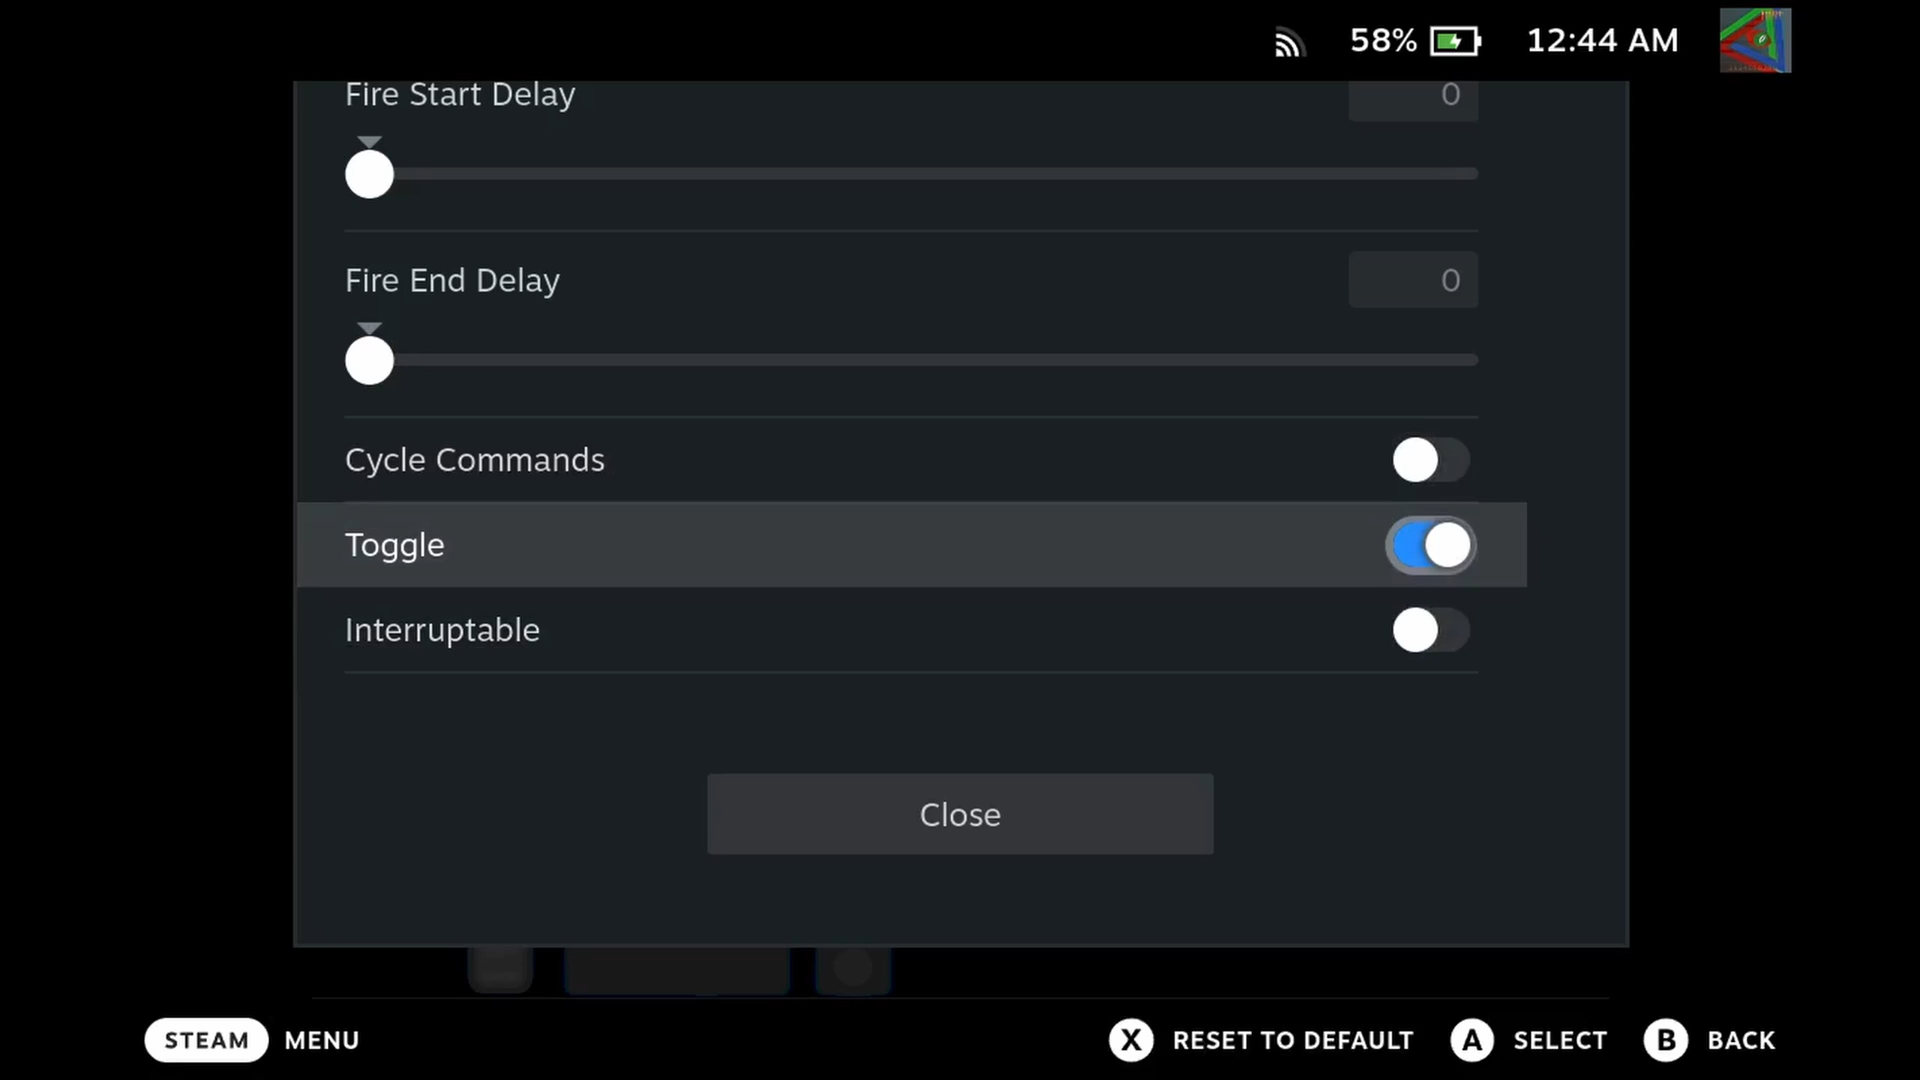 58%
12:44 AM
Fire Start Delay
0
Fire End Delay
0
Cycle Commands
Toggle
Interruptable
Close
STEAM MENU
X RESET TO DEFAULT
A SELECT
B BACK